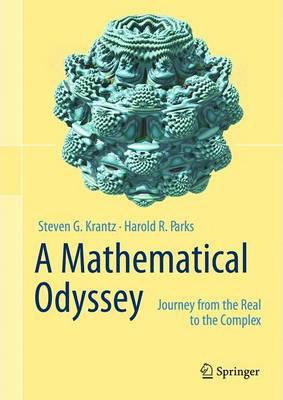 Steven G. Krantz · Harold R. Parks
A Mathematical
Odyssey
Journey from the Real
to the Complex
Springer